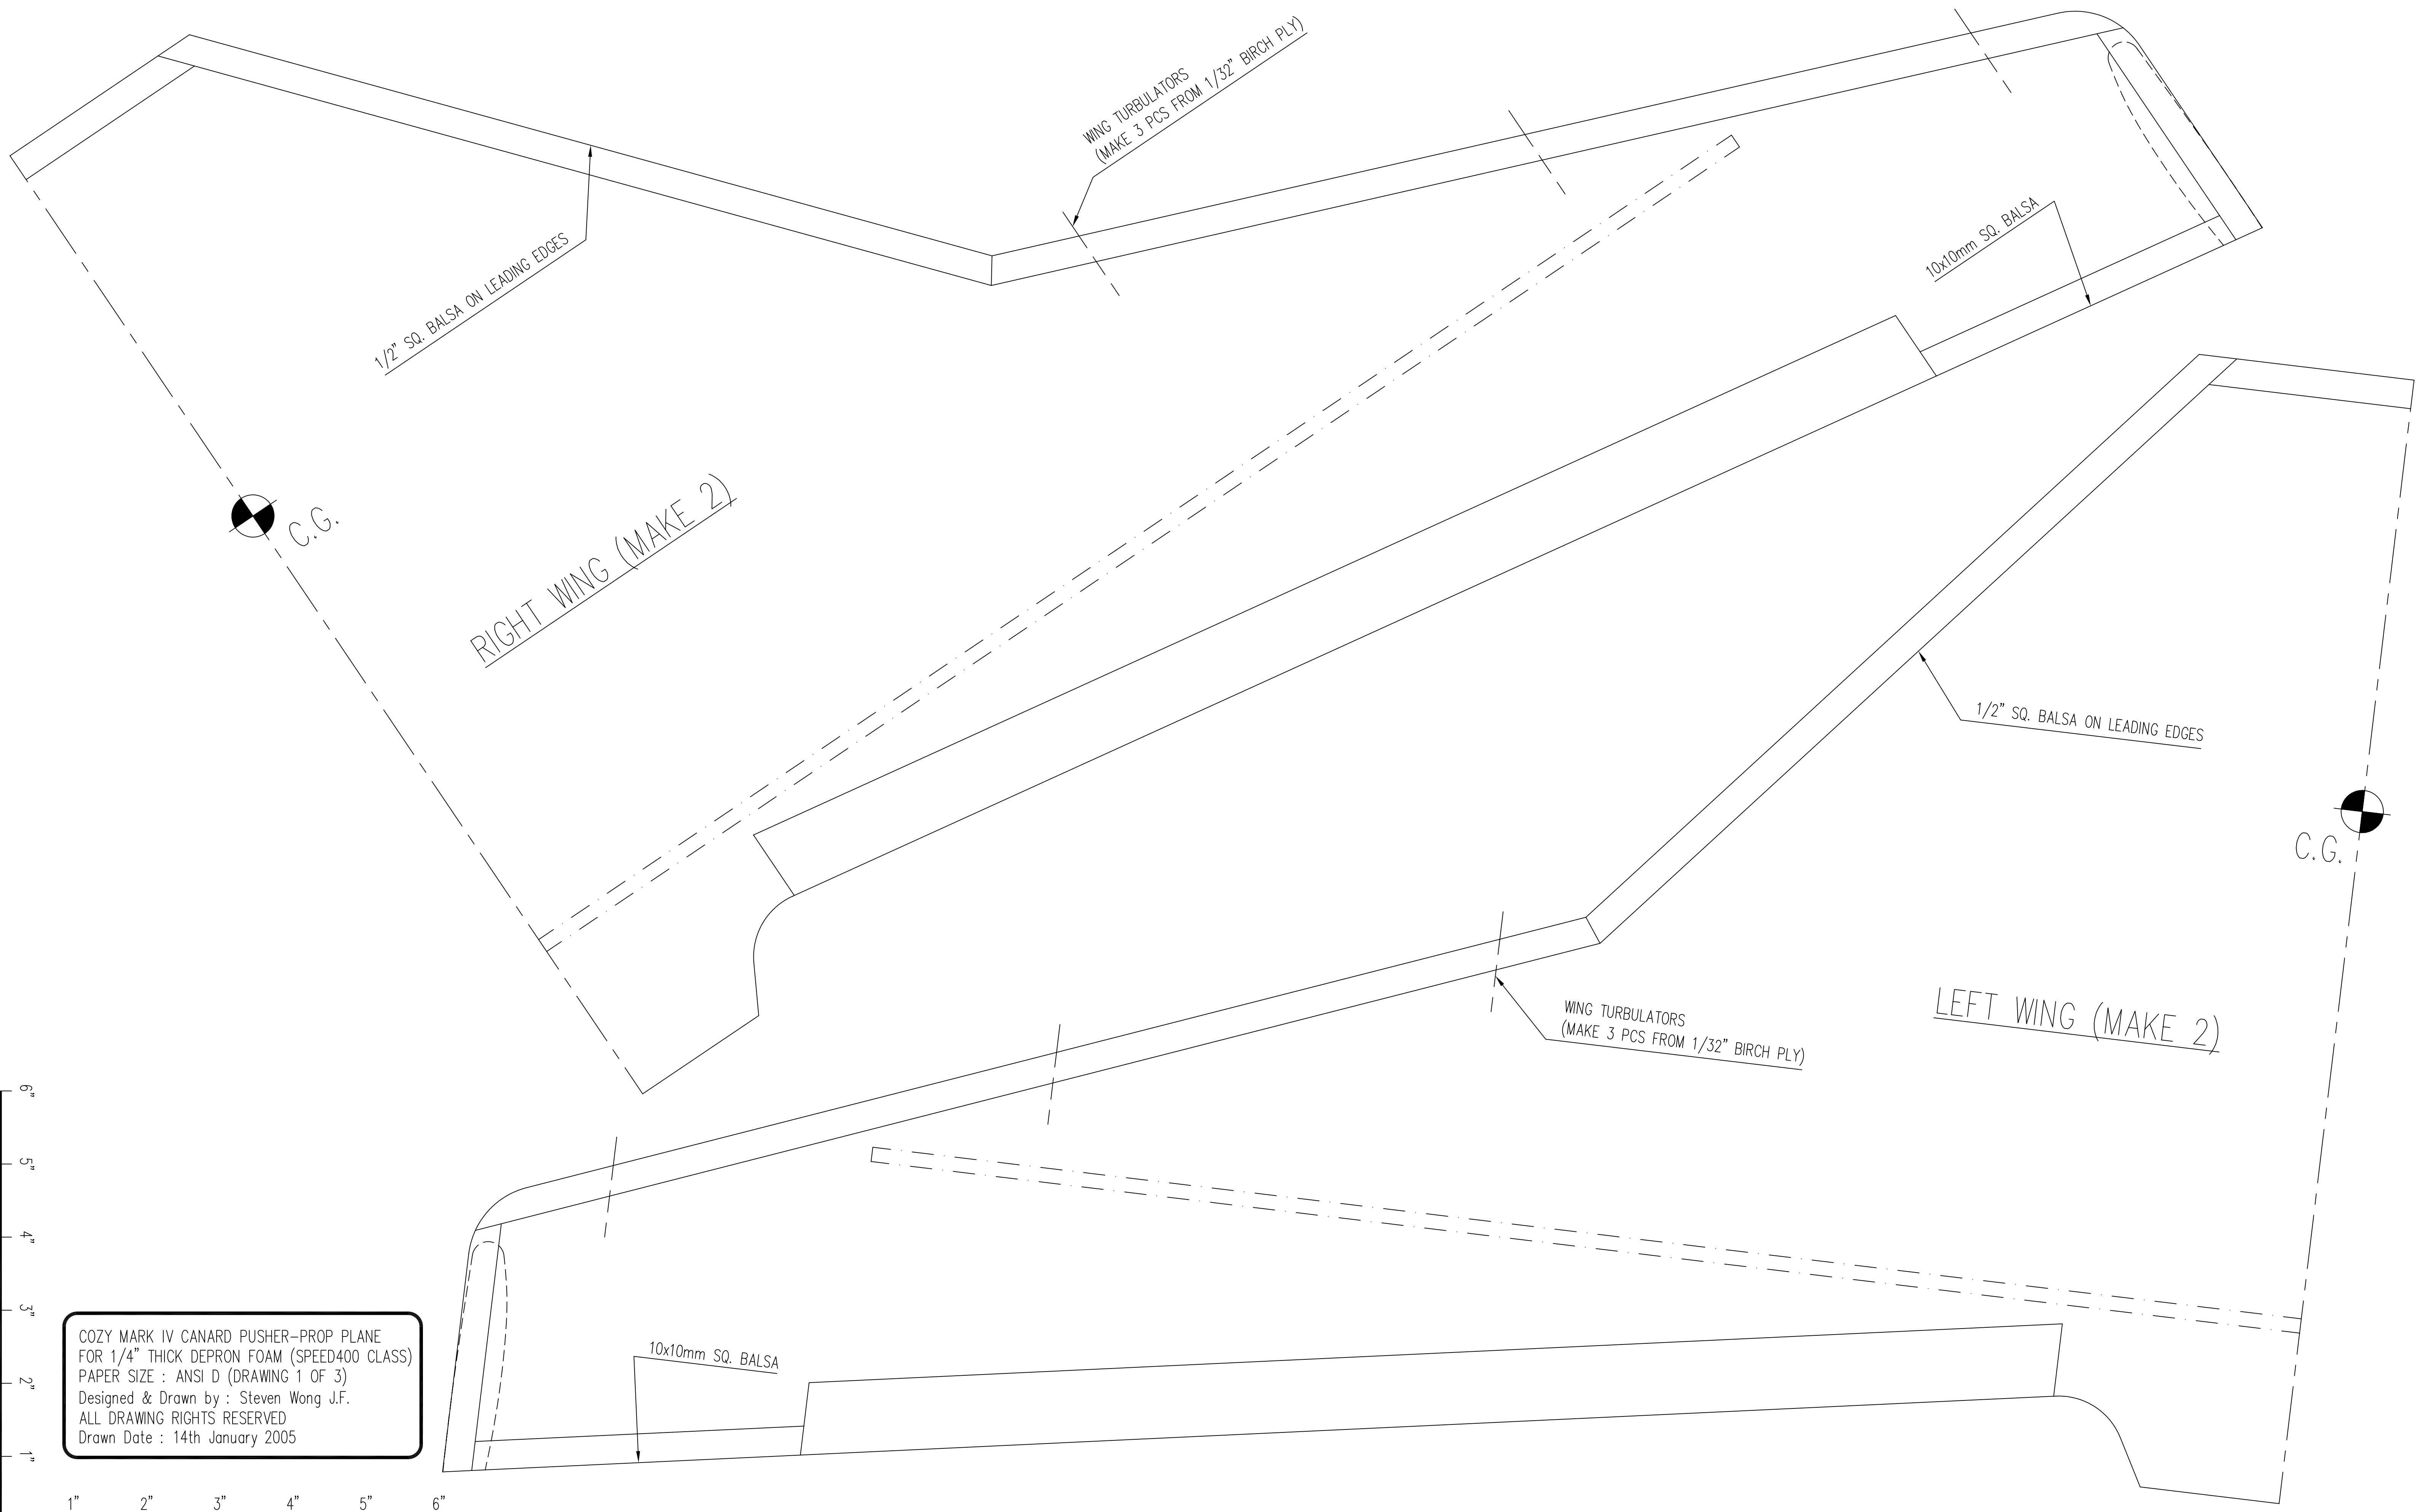 WING TURBULATORS
(MAKE 3 PCS FROM 1/32" BIRCH PLY)
1/2" SQ. BALSA ON LEADING EDGES
10x10mm SQ. BALSA
C.G.
RIGHT WING (MAKE 2)
1/2" SQ. BALSA ON LEADING EDGES
C.G.
WING TURBULATORS
(MAKE 3 PCS FROM 1/32" BIRCH PLY)
LEFT WING (MAKE 2)
10x10mm SQ. BALSA
6"
5"
4"
3"
2"
1"
COZY MARK IV CANARD PUSHER-PROP PLANE
FOR 1/4" THICK DEPRON FOAM (SPEED400 CLASS)
PAPER SIZE : ANSI D (DRAWING 1 OF 3)
Designed & Drawn by : Steven Wong J.F.
ALL DRAWING RIGHTS RESERVED
Drawn Date : 14th January 2005
1" 2" 3" 4" 5" 6"